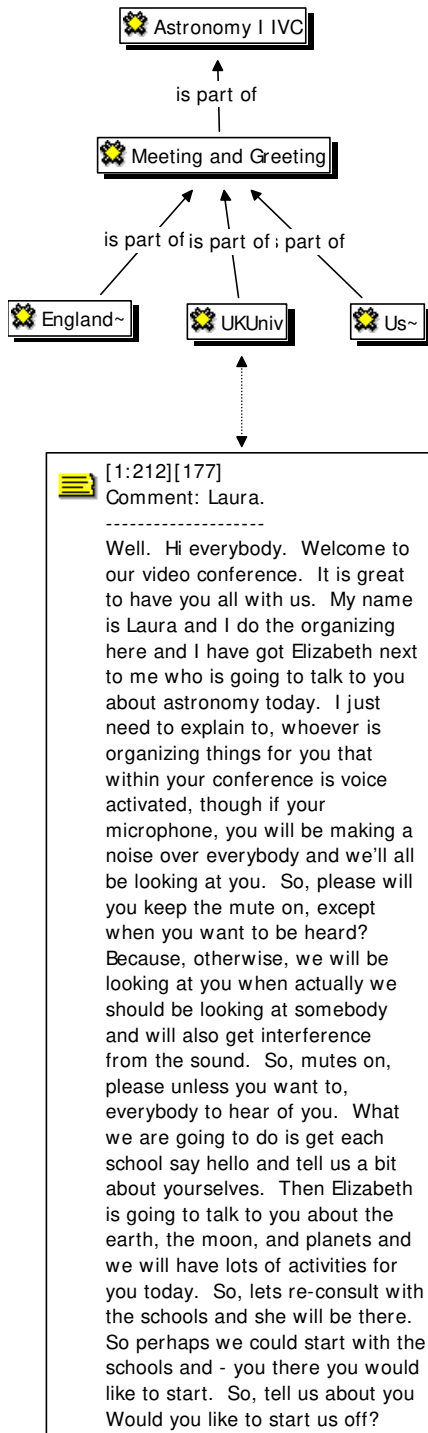 Astronomy I IVC
is part of
Meeting and Greeting
is part of is part of s part of
England~ UKUniv Us~
[1:212][177]
Comment: Laura.
--------------------
Well. Hi everybody. Welcome to
our video conference. It is great
to have you all with us. My name
is Laura and I do the organizing
here and I have got Elizabeth next
to me who is going to talk to you
about astronomy today. I just
need to explain to, whoever is
organizing things for you that
within your conference is voice
activated, though if your
microphone, you will be making a
noise over everybody and we'll all
be looking at you. So, please will
you keep the mute on, except
when you want to be heard?
Because, otherwise, we will be
looking at you when actually we
should be looking at somebody
and will also get interference
from the sound. So, mutes on,
please unless you want to,
everybody to hear of you. What
we are going to do is get each
school say hello and tell us a bit
about yourselves. Then Elizabeth
is going to talk to you about the
earth, the moon, and planets and
we will have lots of activities for
you today. So, lets re-consult with
the schools and she will be there.
So perhaps we could start with the
schools and - you there you would
like to start. So, tell us about you
Would you like to start us off?